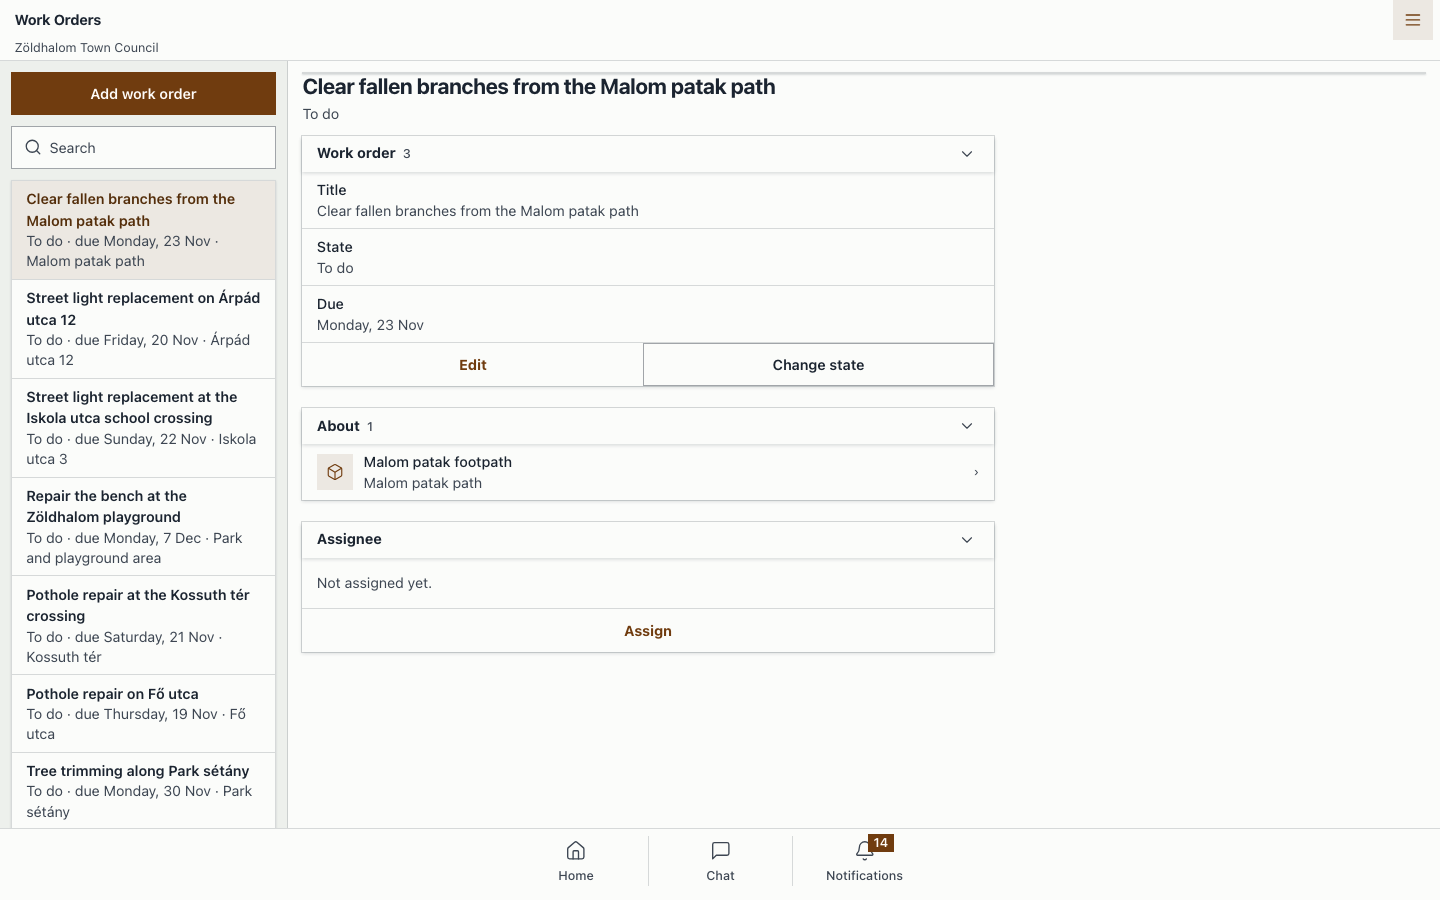 Work Orders
Zöldhalom Town Council
Add work order
Search
Clear fallen branches from the
Malom patak path
To do · due Monday, 23 Nov ·
Malom patak path
Street light replacement on Árpád
utca 12
To do · due Friday, 20 Nov · Árpád
utca 12
Street light replacement at the
Iskola utca school crossing
To do · due Sunday, 22 Nov · Iskola
utca 3
Repair the bench at the
Zöldhalom playground
To do · due Monday, 7 Dec · Park
and playground area
Pothole repair at the Kossuth tér
crossing
To do · due Saturday, 21 Nov ·
Kossuth tér
Pothole repair on Fő utca
To do · due Thursday, 19 Nov · Fő
utca
Tree trimming along Park sétány
To do · due Monday, 30 Nov · Park
sétány
Clear fallen branches from the Malom patak path
To do
Work order 3
Title
Clear fallen branches from the Malom patak path
State
To do
Due
Monday, 23 Nov
Edit
Change state
About 1
Malom patak footpath
Malom patak path
Assignee
Not assigned yet.
Assign
Home
Chat
14
Notifications